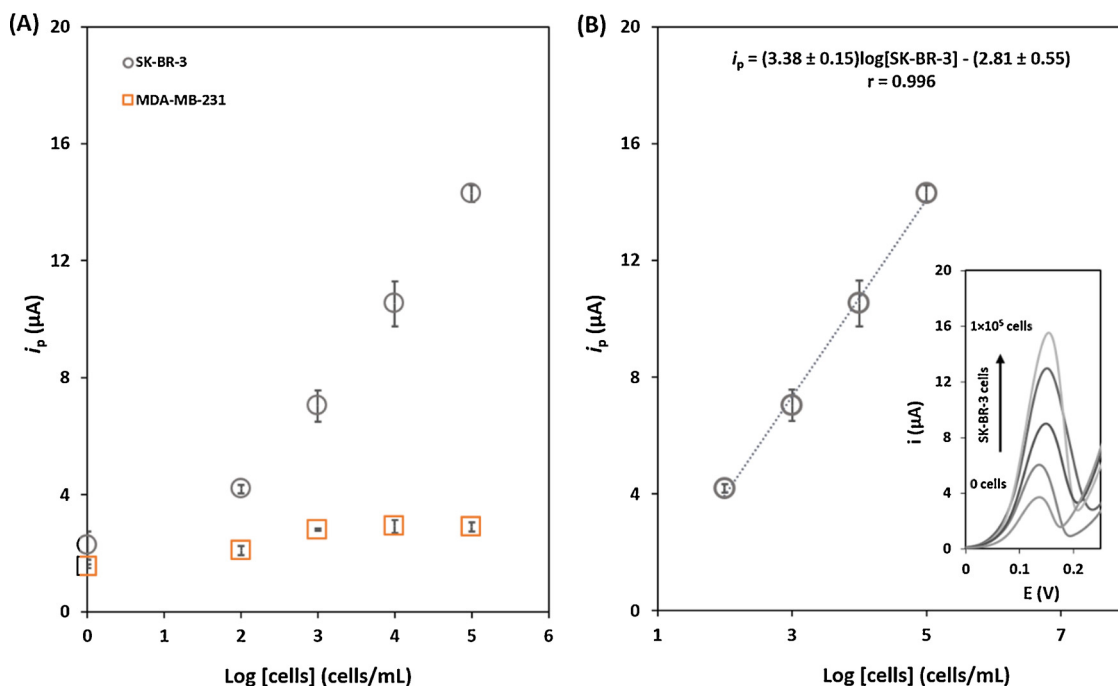 (A)
20
16
12
8
4
0
i_p (µA)
SK-BR-3
MDA-MB-231
0 1 2 3 4 5 6
Log [cells] (cells/mL)
(B)
20
16
12
8
4
0
i_p (µA)
i_p = (3.38 ± 0.15)log[SK-BR-3] - (2.81 ± 0.55)
r = 0.996
1 3 5 7
Log [cells] (cells/mL)
20
16
12
8
4
0
i (µA)
1×10⁵ cells
SK-BR-3 cells
0 cells
0 0.1 0.2
E (V)